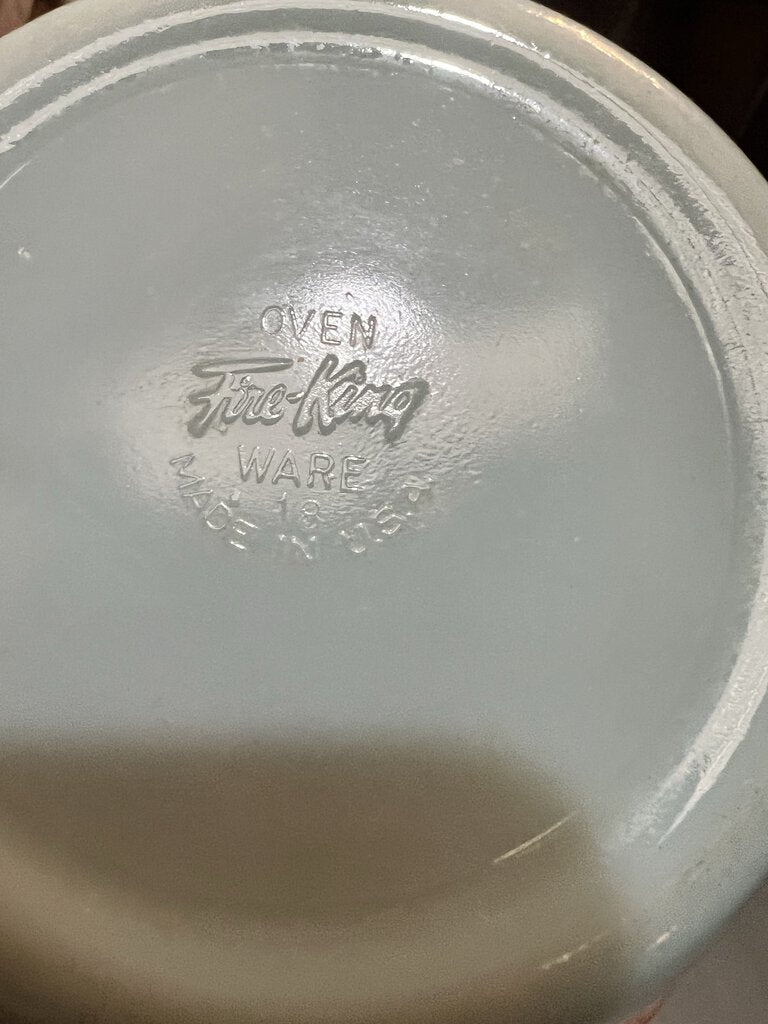 OVEN
Fire-King
WARE
18
MADE IN U.S.A.